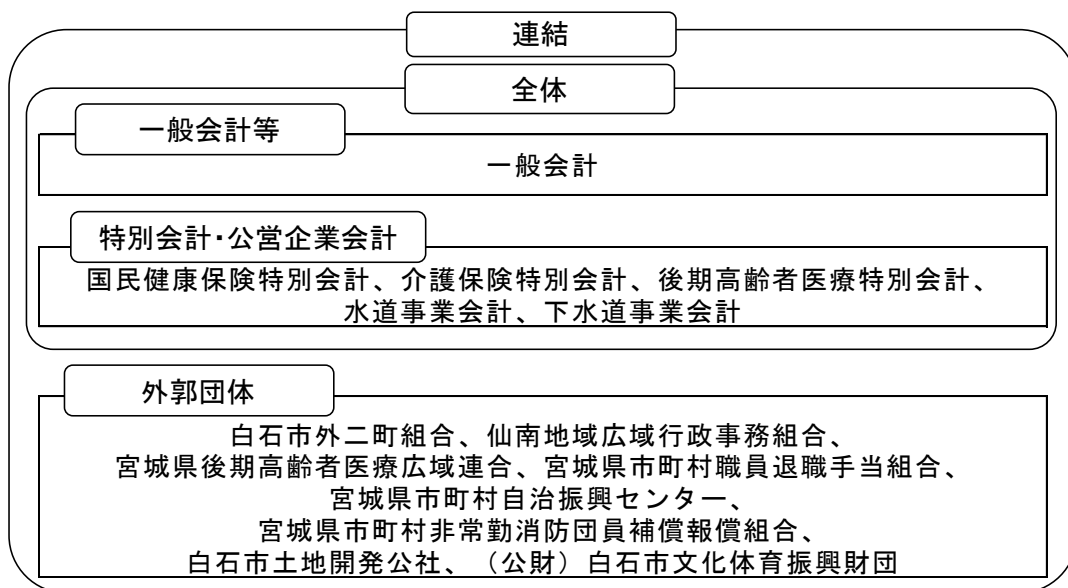 連結
全体
一般会計等
一般会計
特別会計・公営企業会計
国民健康保険特別会計、介護保険特別会計、後期高齢者医療特別会計、
水道事業会計、下水道事業会計
外郭団体
白石市外二町組合、仙南地域広域行政事務組合、
宮城県後期高齢者医療広域連合、宮城県市町村職員退職手当組合、
宮城県市町村自治振興センター、
宮城県市町村非常勤消防団員補償報償組合、
白石市土地開発公社、（公財）白石市文化体育振興財団